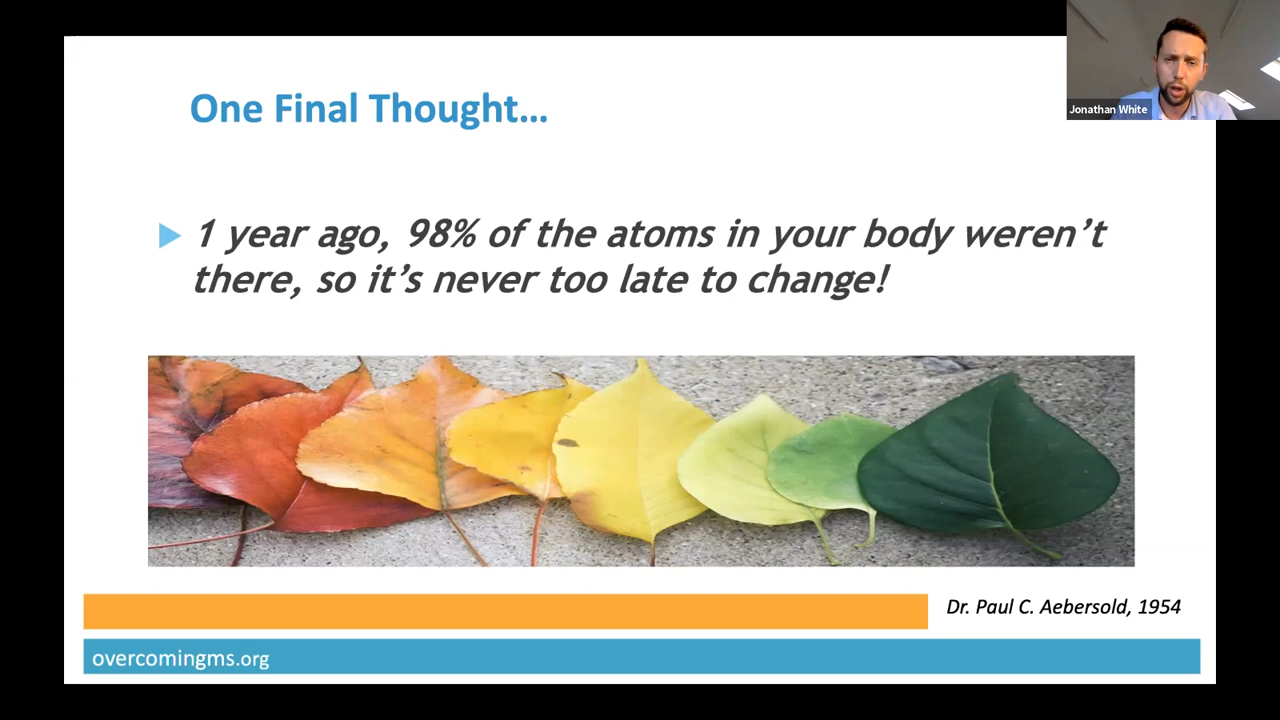 Jonathan White
One Final Thought...
1 year ago, 98% of the atoms in your body weren't
there, so it's never too late to change!
Dr. Paul C. Aebersold, 1954
overcomingms.org